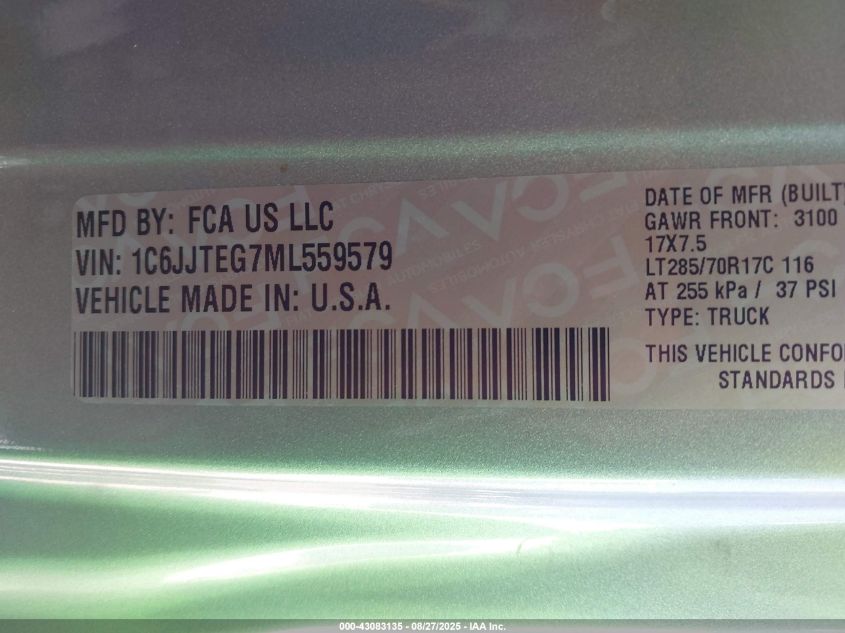 MFD BY: FCA US LLC
VIN: 1C6JJTEG7ML559579
VEHICLE MADE IN: U.S.A.
DATE OF MFR (BUILT)
GAWR FRONT: 3100
17X7.5
LT285/70R17C 116
AT 255 kPa / 37 PSI
TYPE: TRUCK
THIS VEHICLE
STANDARDS
000-43083135 - 08/27/2025 - IAA Inc.